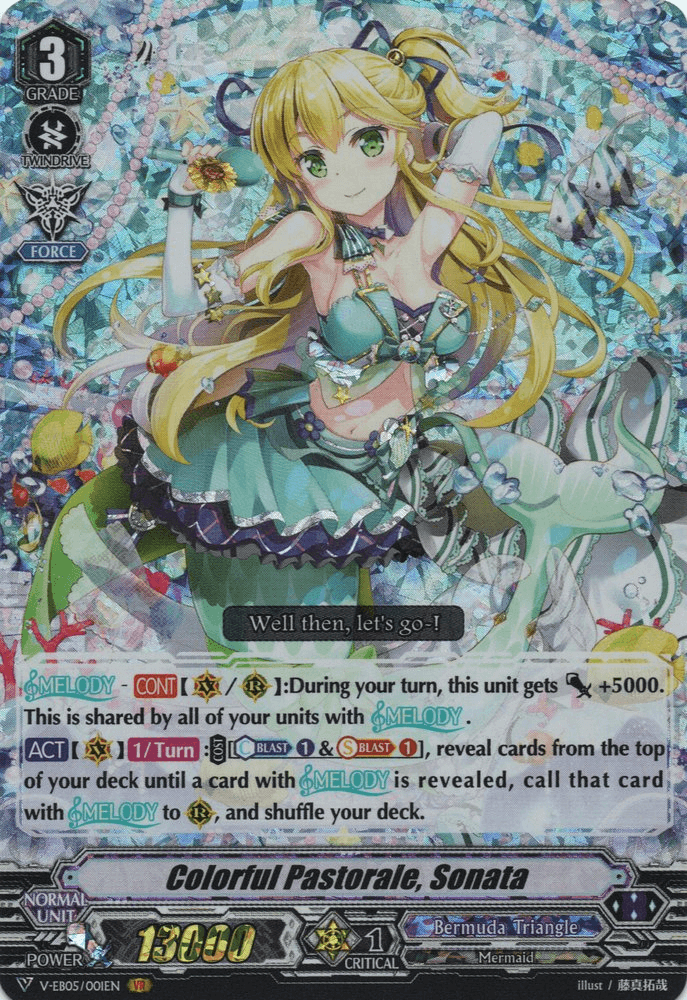 3
GRADE
TWINDRIVE
FORCE
Well then, let's go-!
MELODY - CONT【 V / R 】:During your turn, this unit gets +5000.
This is shared by all of your units with MELODY .
ACT【 V 】1/Turn :COST[C BLAST 1 & S BLAST 1], reveal cards from the top
of your deck until a card with MELODY is revealed, call that card
with MELODY to R, and shuffle your deck.
Colorful Pastorale, Sonata
NORMAL
UNIT
POWER 13000 1 CRITICAL
Bermuda Triangle
Mermaid
V V-EB05/001EN VR illust / 藤真拓哉